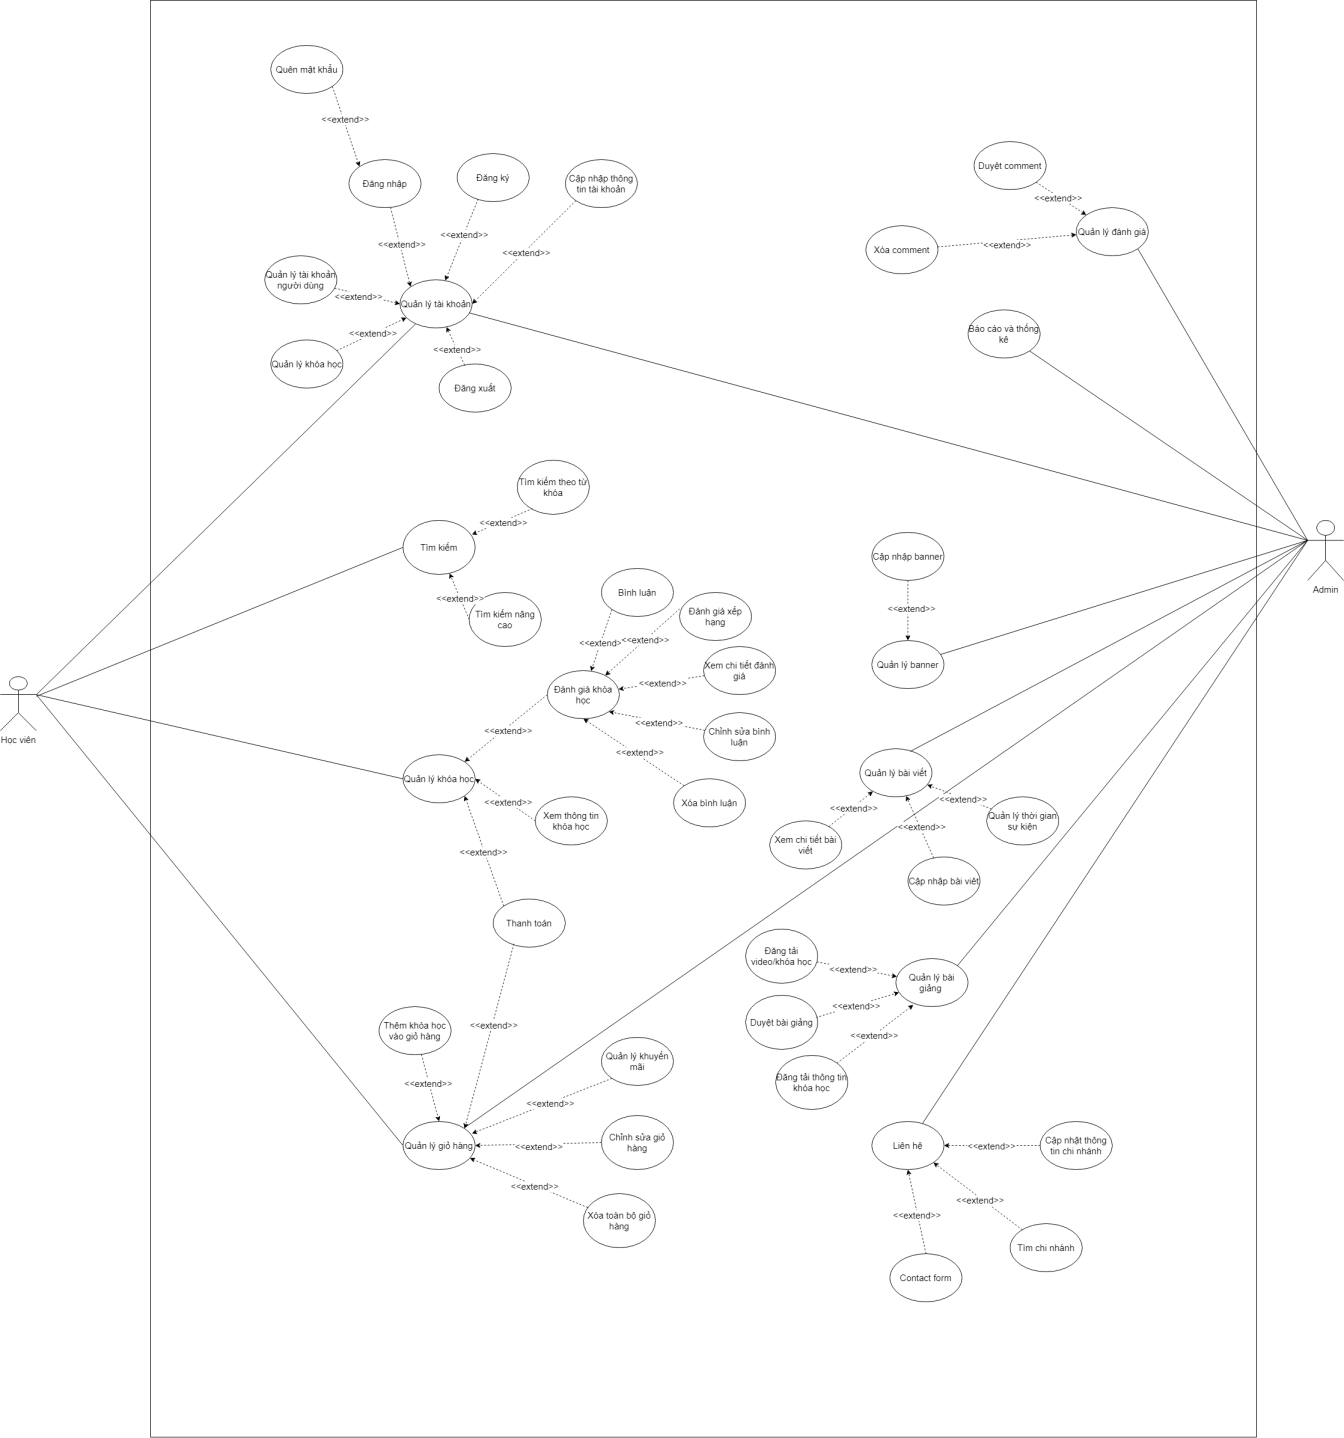 Quên mật khẩu
<<extend>>
Đăng nhập
Đăng ký
Cập nhập thông
tin tài khoản
Duyệt comment
<<extend>>
Quản lý đánh giá
Xóa comment
<<extend>>
<<extend>>
<<extend>>
<<extend>>
Quản lý tài khoản
người dùng
<<extend>>
Quản lý tài khoản
<<extend>>
Quản lý khóa học
<<extend>>
Đăng xuất
Báo cáo và thống
kê
Tìm kiếm theo từ
khóa
<<extend>>
Tìm kiếm
<<extend>>
Tìm kiếm nâng
cao
Cập nhập banner
<<extend>>
Quản lý banner
Admin
Bình luận
Đánh giá xếp
hạng
<<extend>>
<<extend>>
Xem chi tiết đánh
giá
<<extend>>
Đánh giá khóa
học
<<extend>>
Chỉnh sửa bình
luận
<<extend>>
<<extend>>
Xóa bình luận
Học viên
Quản lý khóa học
<<extend>>
Xem thông tin
khóa học
<<extend>>
Quản lý bài viết
<<extend>>
<<extend>>
Quản lý thời gian
sự kiện
<<extend>>
Xem chi tiết bài
viết
Cập nhập bài viêt
Thanh toán
Đăng tải
video/khóa học
<<extend>>
Quản lý bài
giảng
Duyệt bài giảng
<<extend>>
<<extend>>
Đăng tải thông tin
khóa học
Thêm khóa học
vào giỏ hàng
<<extend>>
<<extend>>
Quản lý khuyến
mãi
<<extend>>
Quản lý giỏ hàng
<<extend>>
Chỉnh sửa giỏ
hàng
<<extend>>
Xóa toàn bộ giỏ
hàng
Liên hệ
<<extend>>
Cập nhật thông
tin chi nhánh
<<extend>>
<<extend>>
Tìm chi nhánh
Contact form